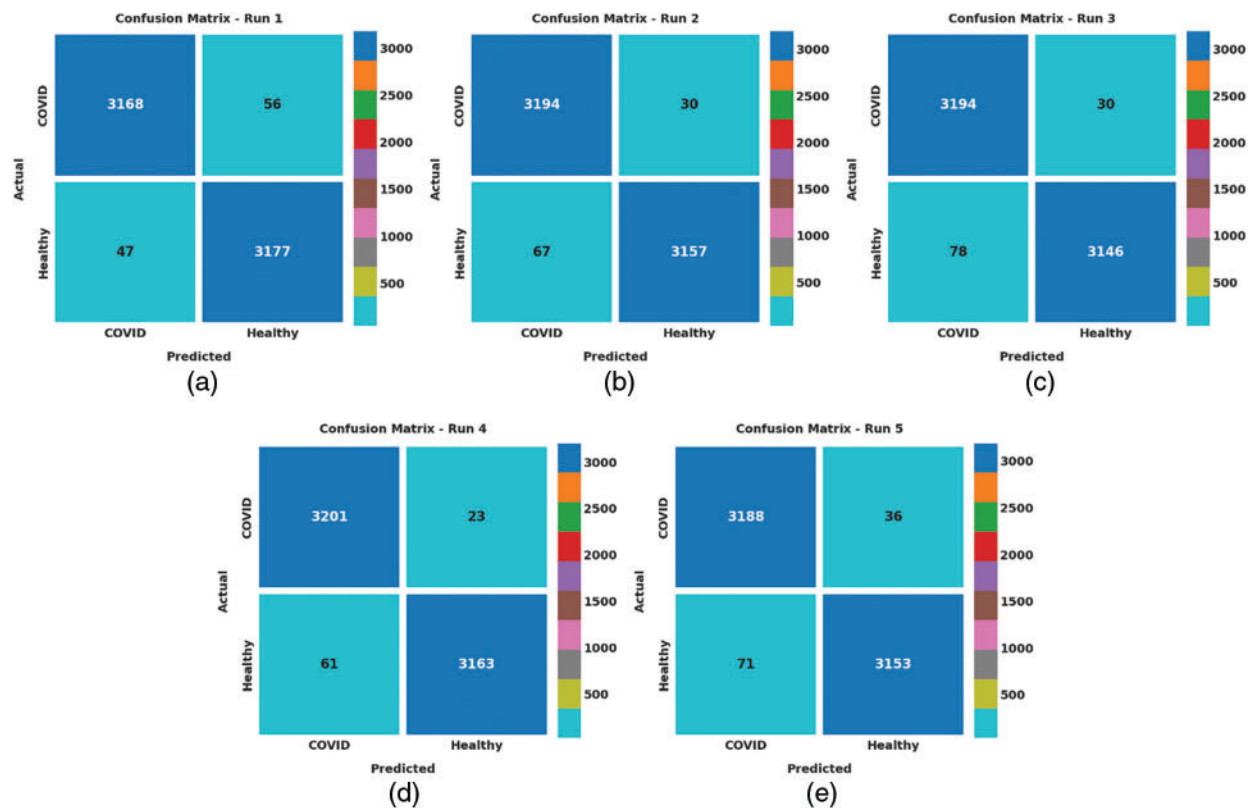 Confusion Matrix - Run 1
COVID
3168
56
Actual
Healthy
47
3177
COVID
Healthy
Predicted
3000
2500
2000
1500
1000
500
(a)
Confusion Matrix - Run 2
COVID
3194
30
Actual
Healthy
67
3157
COVID
Healthy
Predicted
3000
2500
2000
1500
1000
500
(b)
Confusion Matrix - Run 3
COVID
3194
30
Actual
Healthy
78
3146
COVID
Healthy
Predicted
3000
2500
2000
1500
1000
500
(c)
Confusion Matrix - Run 4
COVID
3201
23
Actual
Healthy
61
3163
COVID
Healthy
Predicted
3000
2500
2000
1500
1000
500
(d)
Confusion Matrix - Run 5
COVID
3188
36
Actual
Healthy
71
3153
COVID
Healthy
Predicted
3000
2500
2000
1500
1000
500
(e)